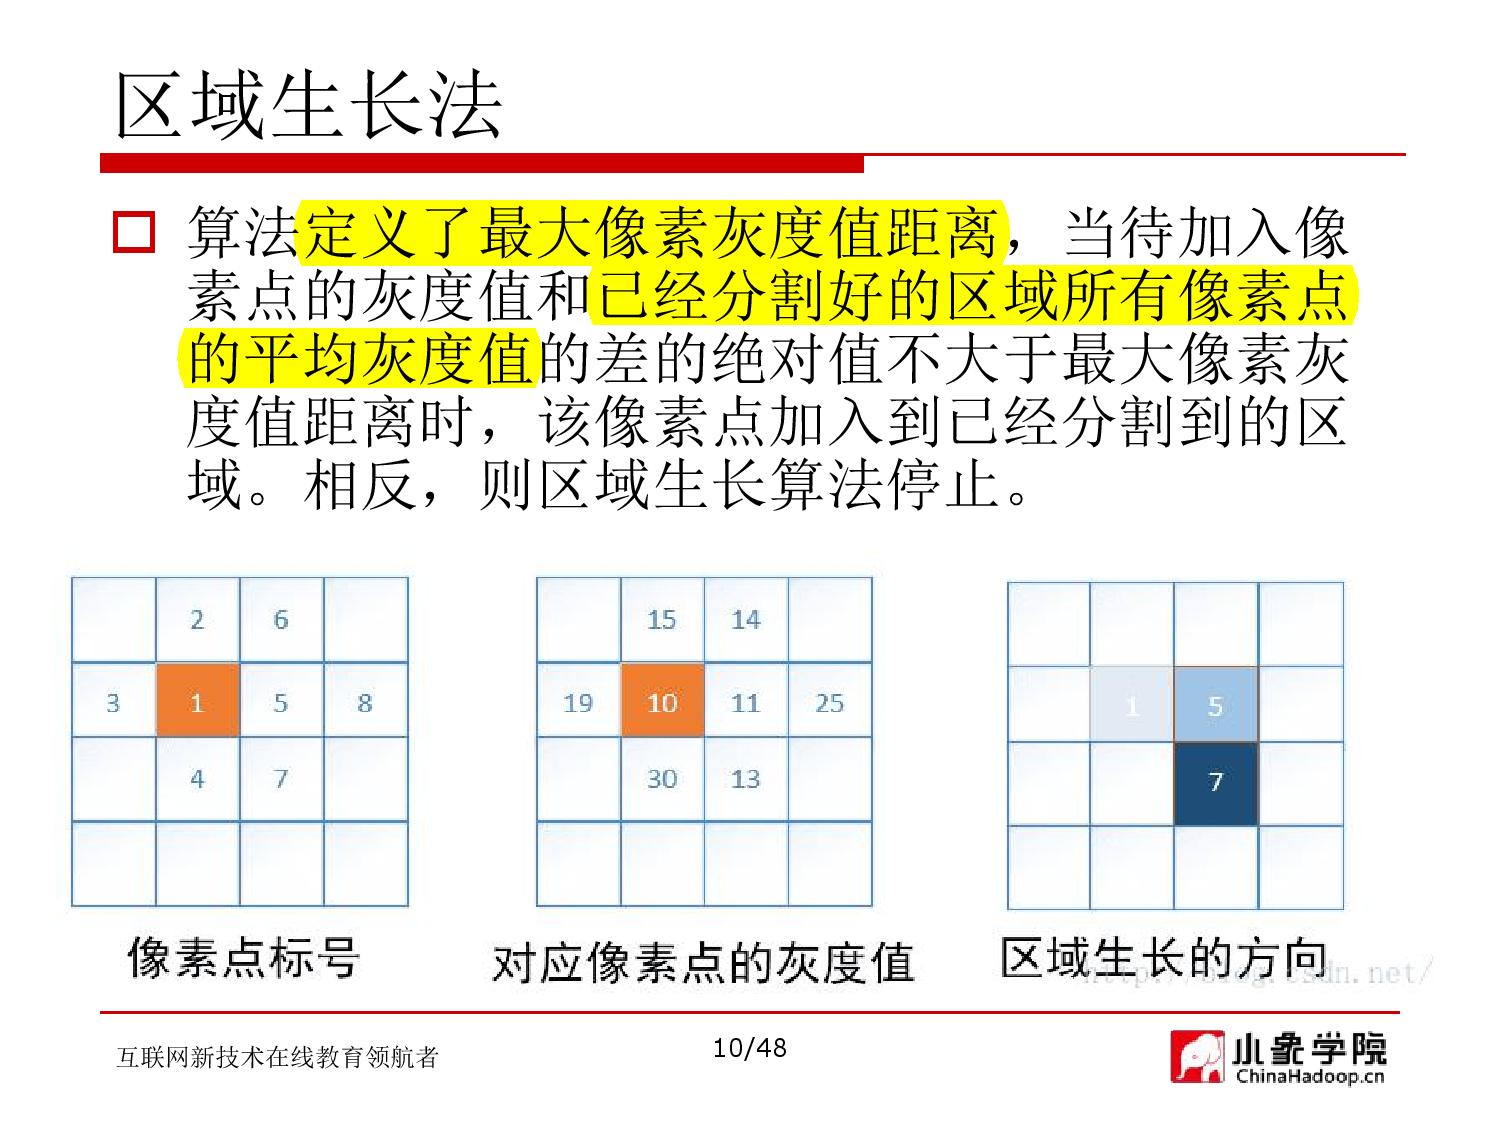 区域生长法
算法定义了最大像素灰度值距离，当待加入像
素点的灰度值和已经分割好的区域所有像素点
的平均灰度值的差的绝对值不大于最大像素灰
度值距离时，该像素点加入到已经分割到的区
域。相反，则区域生长算法停止。
2 6
3 1 5 8
4 7
像素点标号
15 14
19 10 11 25
30 13
对应像素点的灰度值
1 5
7
区域生长的方向
http://blog.csdn.net/
互联网新技术在线教育领航者
10/48
小象学院
ChinaHadoop.cn